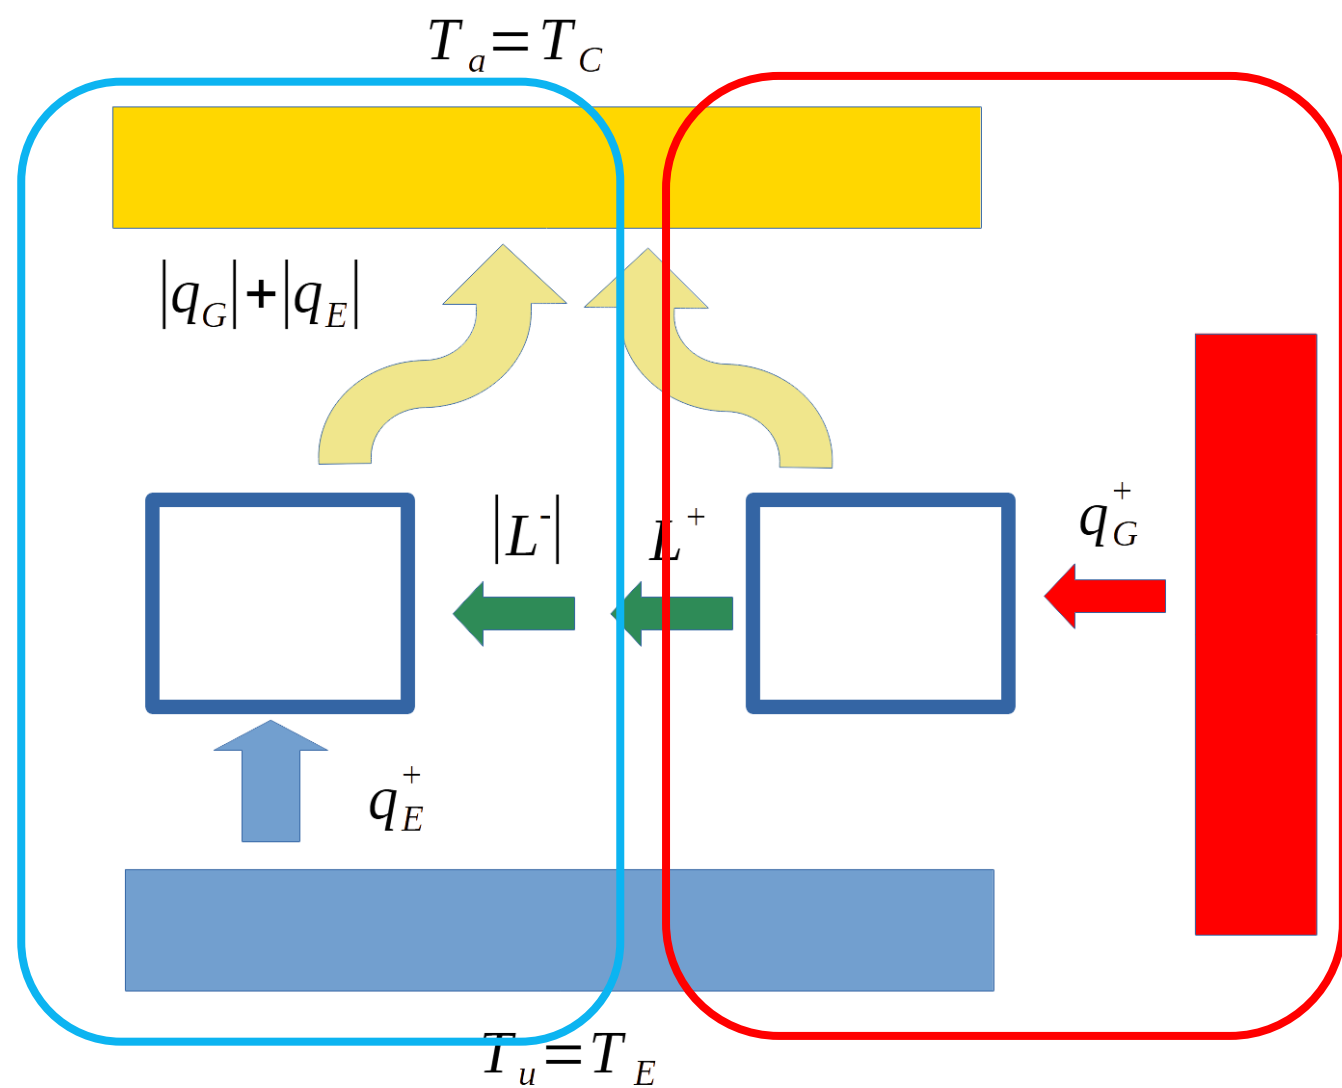 T_a=T_C
|q_G|+|q_E|
|L^-|
L^+
q_G^+
q_E^+
T_u=T_E